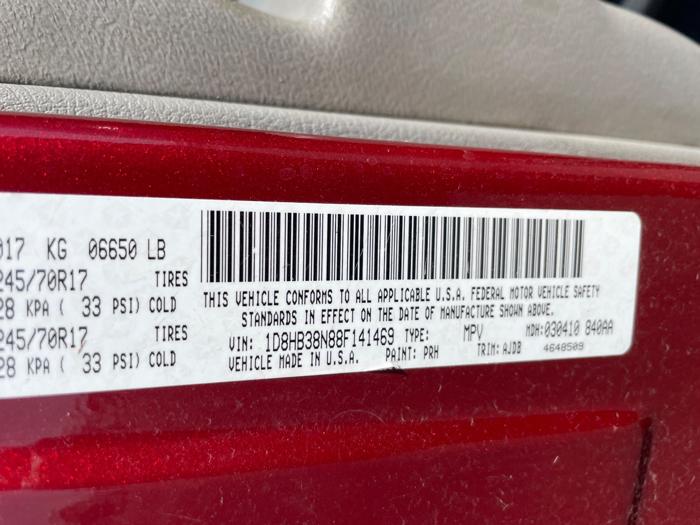 017 KG 06650 LB
245/70R17 TIRES
28 KPA ( 33 PSI) COLD
245/70R17 TIRES
28 KPA ( 33 PSI) COLD
THIS VEHICLE CONFORMS TO ALL APPLICABLE U.S.A. FEDERAL MOTOR VEHICLE SAFETY
STANDARDS IN EFFECT ON THE DATE OF MANUFACTURE SHOWN ABOVE.
VIN: 1D8HB38N88F141469 TYPE: MPV MDH:030410 840AA
VEHICLE MADE IN U.S.A. PAINT: PRH TRIM: AJDB 4648509